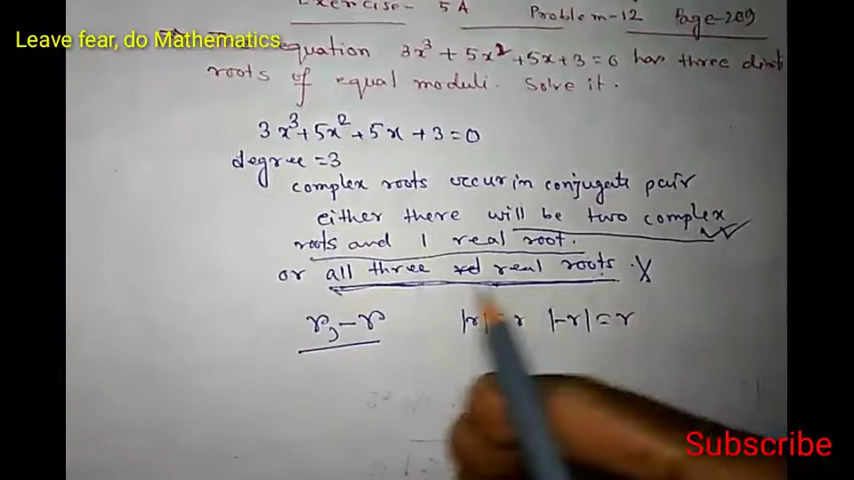 Exercise - 5A Problem-12 Page-209
Leave fear, do Mathematics
equation 3x³ + 5x² + 5x + 3 = 0 has three
roots of equal moduli. Solve it.
3x³ + 5x² + 5x + 3 = 0
degree = 3
complex roots occur in conjugate pair
either there will be two complex
roots and 1 real root.
or all three real roots. X
r, -r |r| = r |-r| = r
Subscribe